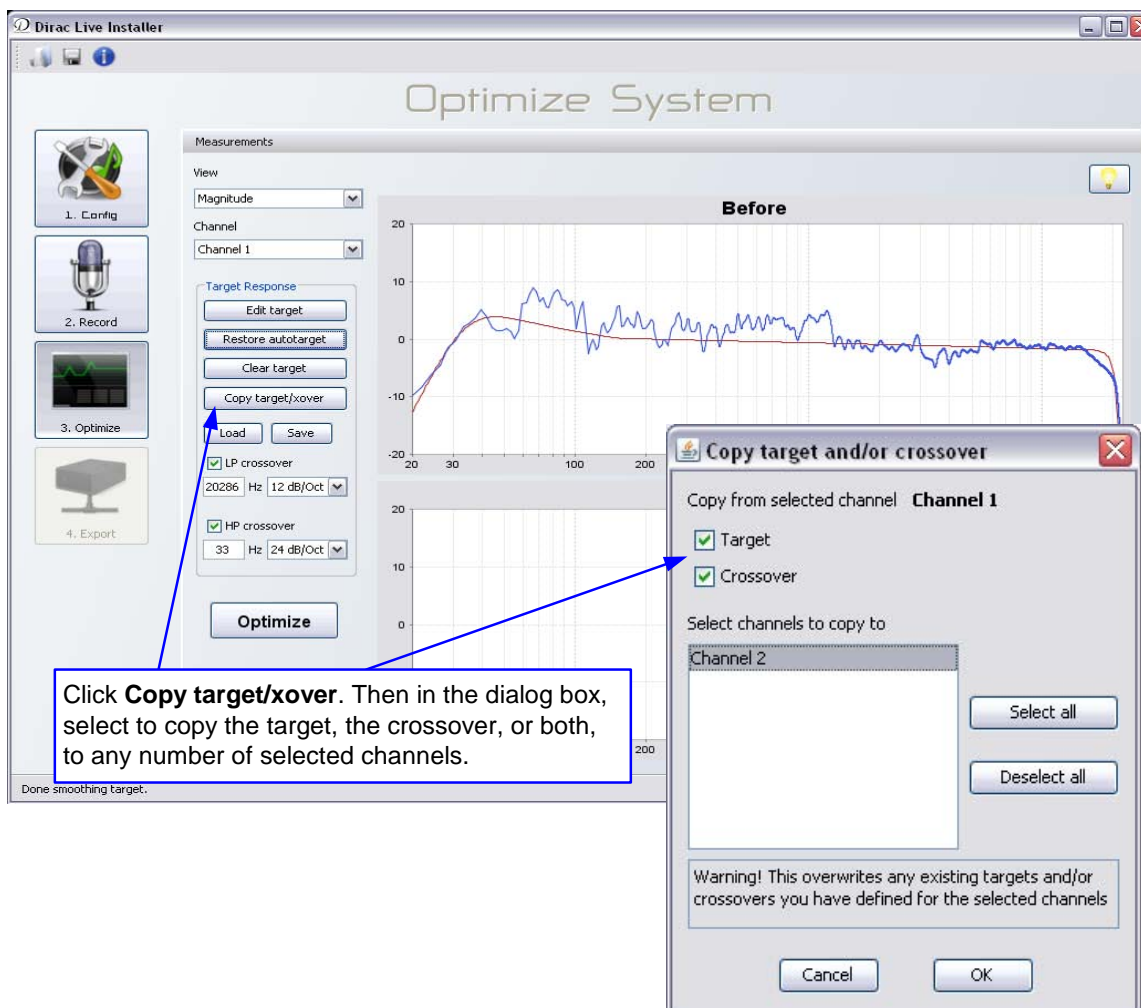 Dirac Live Installer
Optimize System
1. Config
2. Record
3. Optimize
4. Export
Measurements
View
Magnitude
Channel
Channel 1
Target Response
Edit target
Restore autotarget
Clear target
Copy target/xover
Load
Save
LP crossover
20286 Hz 12 dB/Oct
HP crossover
33 Hz 24 dB/Oct
Optimize
Before
20
10
0
-10
-20
20 30 100 200
20
10
0
200
Click Copy target/xover. Then in the dialog box,
select to copy the target, the crossover, or both,
to any number of selected channels.
Done smoothing target.
Copy target and/or crossover
Copy from selected channel Channel 1
Target
Crossover
Select channels to copy to
Channel 2
Select all
Deselect all
Warning! This overwrites any existing targets and/or
crossovers you have defined for the selected channels
Cancel
OK